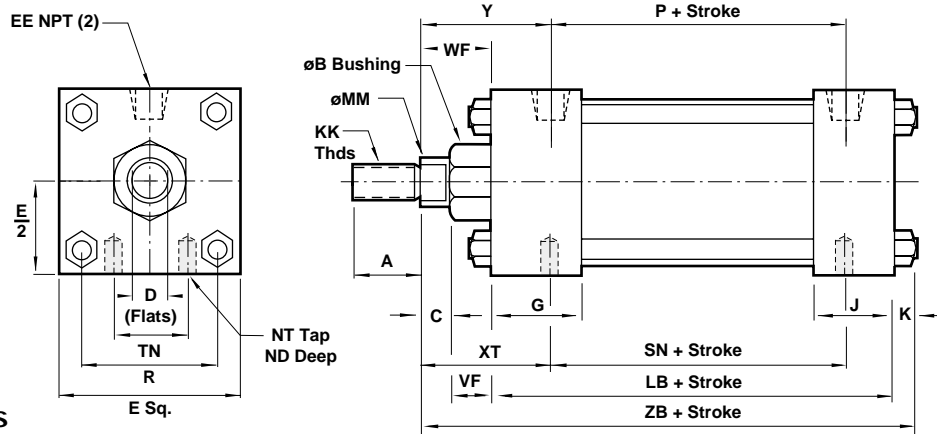 EE NPT (2)
E
2
D
(Flats)
TN
R
E Sq.
NT Tap
ND Deep
S
Y
P + Stroke
WF
øB Bushing
øMM
KK
Thds
A
C
G
J
K
XT
SN + Stroke
VF
LB + Stroke
ZB + Stroke